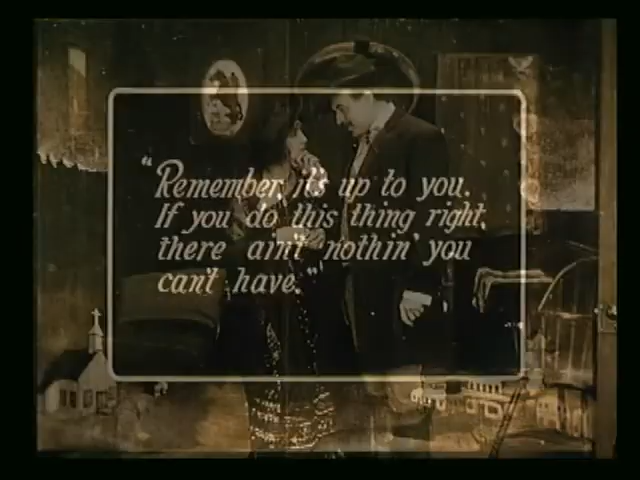 "Remember, it's up to you.
If you do this thing right,
there ain't nothin' you
can't have."